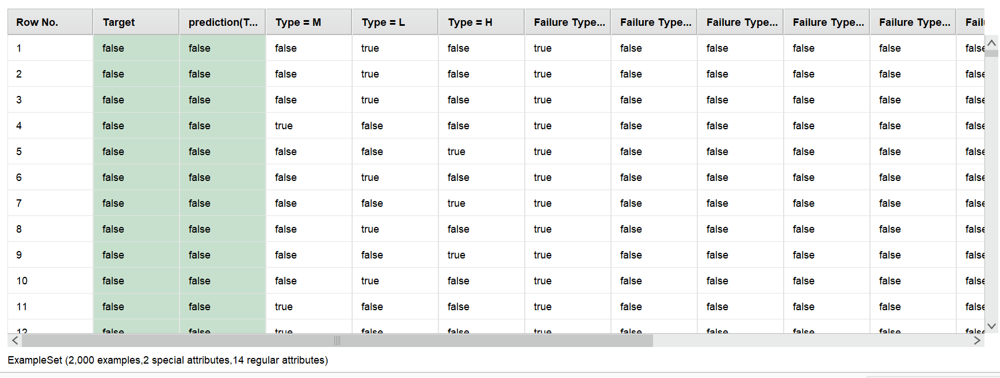 Row No. Target prediction(T... Type = M Type = L Type = H Failure Type... Failure Type... Failure Type... Failure Type... Failure Type... Fail
1 false false false true false true false false false false false
2 false false false true false true false false false false false
3 false false false true false true false false false false false
4 false false true false false true false false false false false
5 false false false false true true false false false false false
6 false false false true false true false false false false false
7 false false false false true true false false false false false
8 false false false true false true false false false false false
9 false false false false true true false false false false false
10 false false false true false true false false false false false
11 false false true false false true false false false false false
12 false false true false false true false false false false false
ExampleSet (2,000 examples,2 special attributes,14 regular attributes)